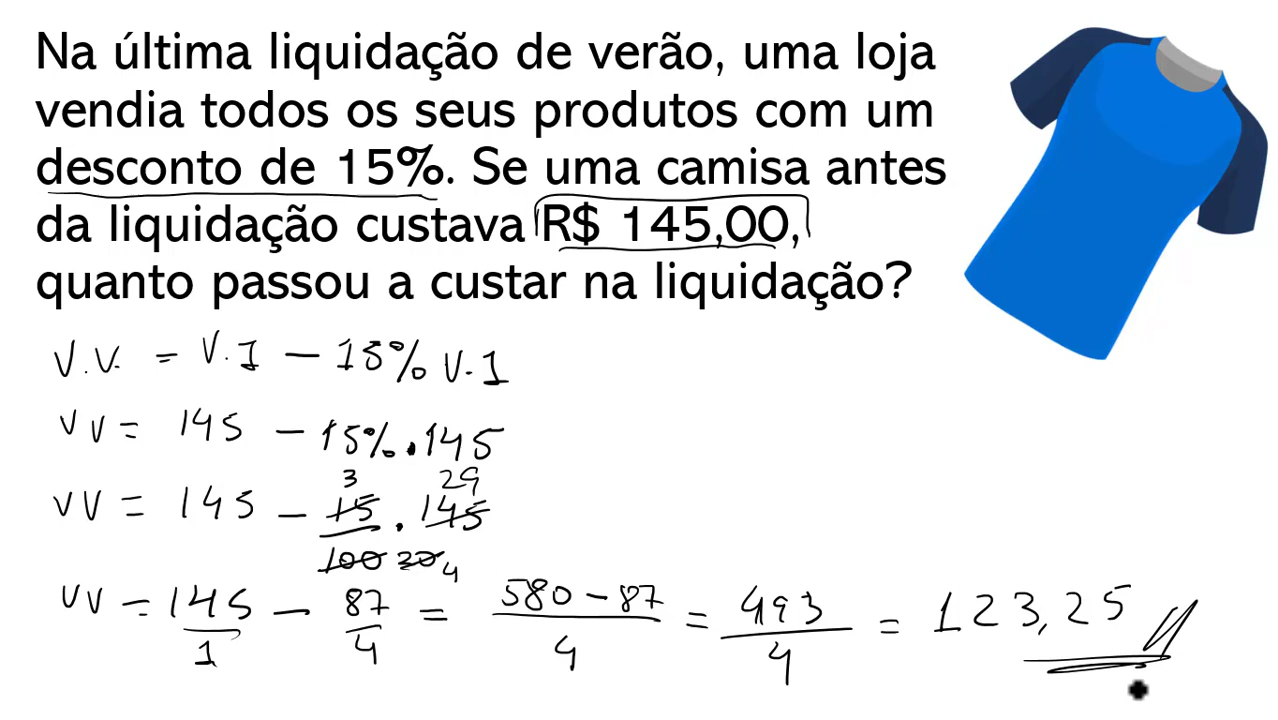 Na última liquidação de verão, uma loja
vendia todos os seus produtos com um
desconto de 15%. Se uma camisa antes
da liquidação custava R$ 145,00,
quanto passou a custar na liquidação?
V.V. = V.I - 15% V.I
VV = 145 - 15% . 145
3 29
VV = 145 - 15/100 . 145
20 4
VV = 145/1 - 87/4 = 580-87/4 = 493/4 = 123,25